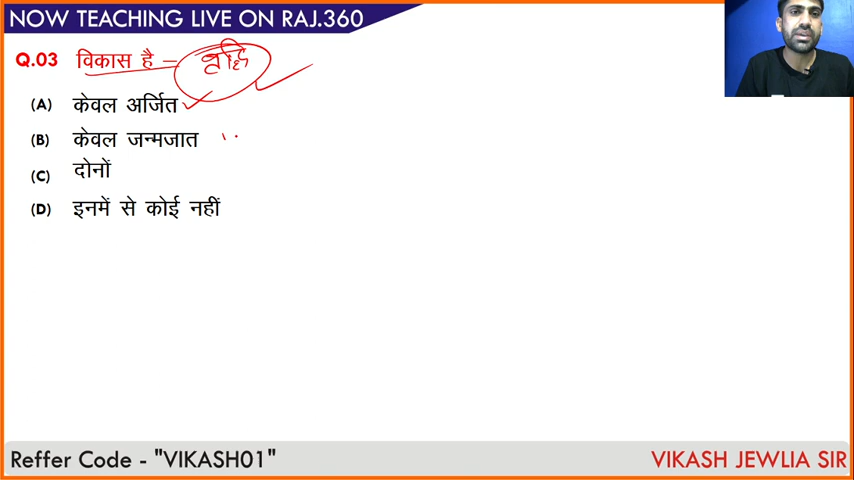 NOW TEACHING LIVE ON RAJ.360
Q.03 विकास है – वृद्धि
(A) केवल अर्जित
(B) केवल जन्मजात
(C) दोनों
(D) इनमें से कोई नहीं
Reffer Code - "VIKASH01"
VIKASH JEWLIA SIR